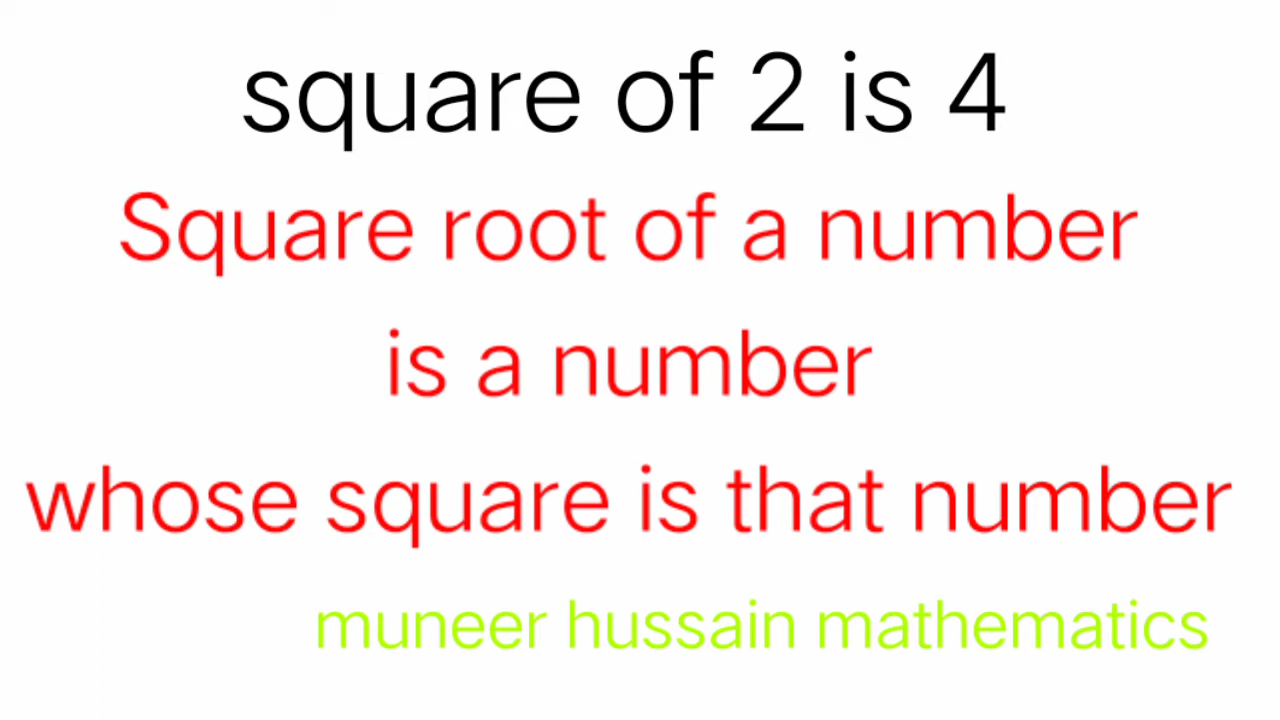 square of 2 is 4
Square root of a number
is a number
whose square is that number
muneer hussain mathematics